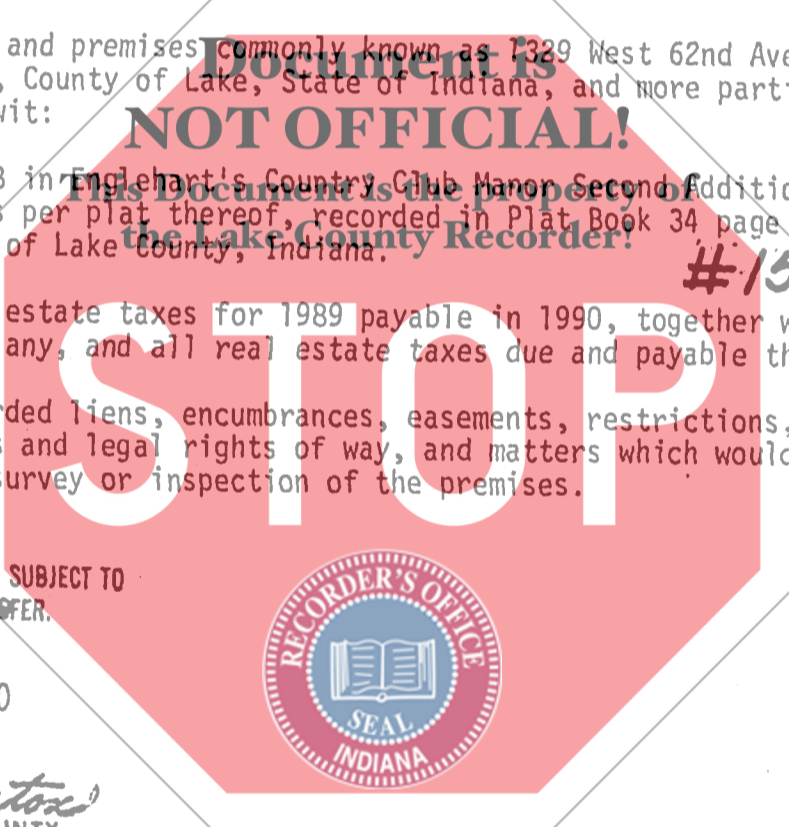 and premises commonly known as 1329 West 62nd Ave
Document is
, County of Lake, State of Indiana, and more parti
wit:
NOT OFFICIAL!
in Englehart's Country Club Manor Second Additio
This Document is the property of
per plat thereof, recorded in Plat Book 34 page
the Lake County Recorder!
of Lake County, Indiana.
#15
estate taxes for 1989 payable in 1990, together w
any, and all real estate taxes due and payable th
STOP
rded liens, encumbrances, easements, restrictions,
s and legal rights of way, and matters which would
survey or inspection of the premises.
SUBJECT TO
SFER.
RECORDER'S OFFICE
SEAL
INDIANA
0